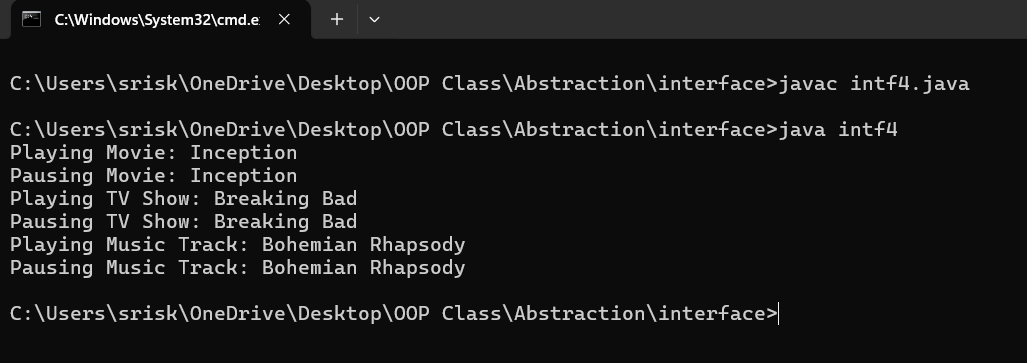 C:\Windows\System32\cmd.e
C:\Users\srisk\OneDrive\Desktop\OOP Class\Abstraction\interface>javac intf4.java
C:\Users\srisk\OneDrive\Desktop\OOP Class\Abstraction\interface>java intf4
Playing Movie: Inception
Pausing Movie: Inception
Playing TV Show: Breaking Bad
Pausing TV Show: Breaking Bad
Playing Music Track: Bohemian Rhapsody
Pausing Music Track: Bohemian Rhapsody
C:\Users\srisk\OneDrive\Desktop\OOP Class\Abstraction\interface>